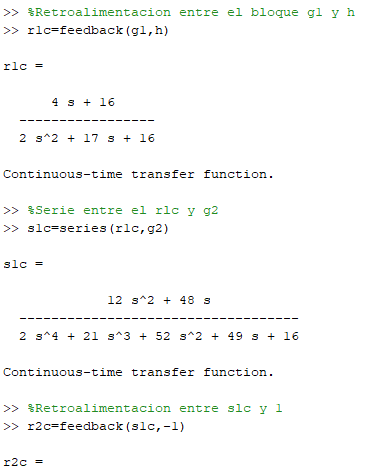 >> %Retroalimentacion entre el bloque g1 y h
>> r1c=feedback(g1,h)
r1c =
4 s + 16
-----------------
2 s^2 + 17 s + 16
Continuous-time transfer function.
>> %Serie entre el r1c y g2
>> s1c=series(r1c,g2)
s1c =
12 s^2 + 48 s
-----------------------------------
2 s^4 + 21 s^3 + 52 s^2 + 49 s + 16
Continuous-time transfer function.
>> %Retroalimentacion entre s1c y 1
>> r2c=feedback(s1c,-1)
r2c =